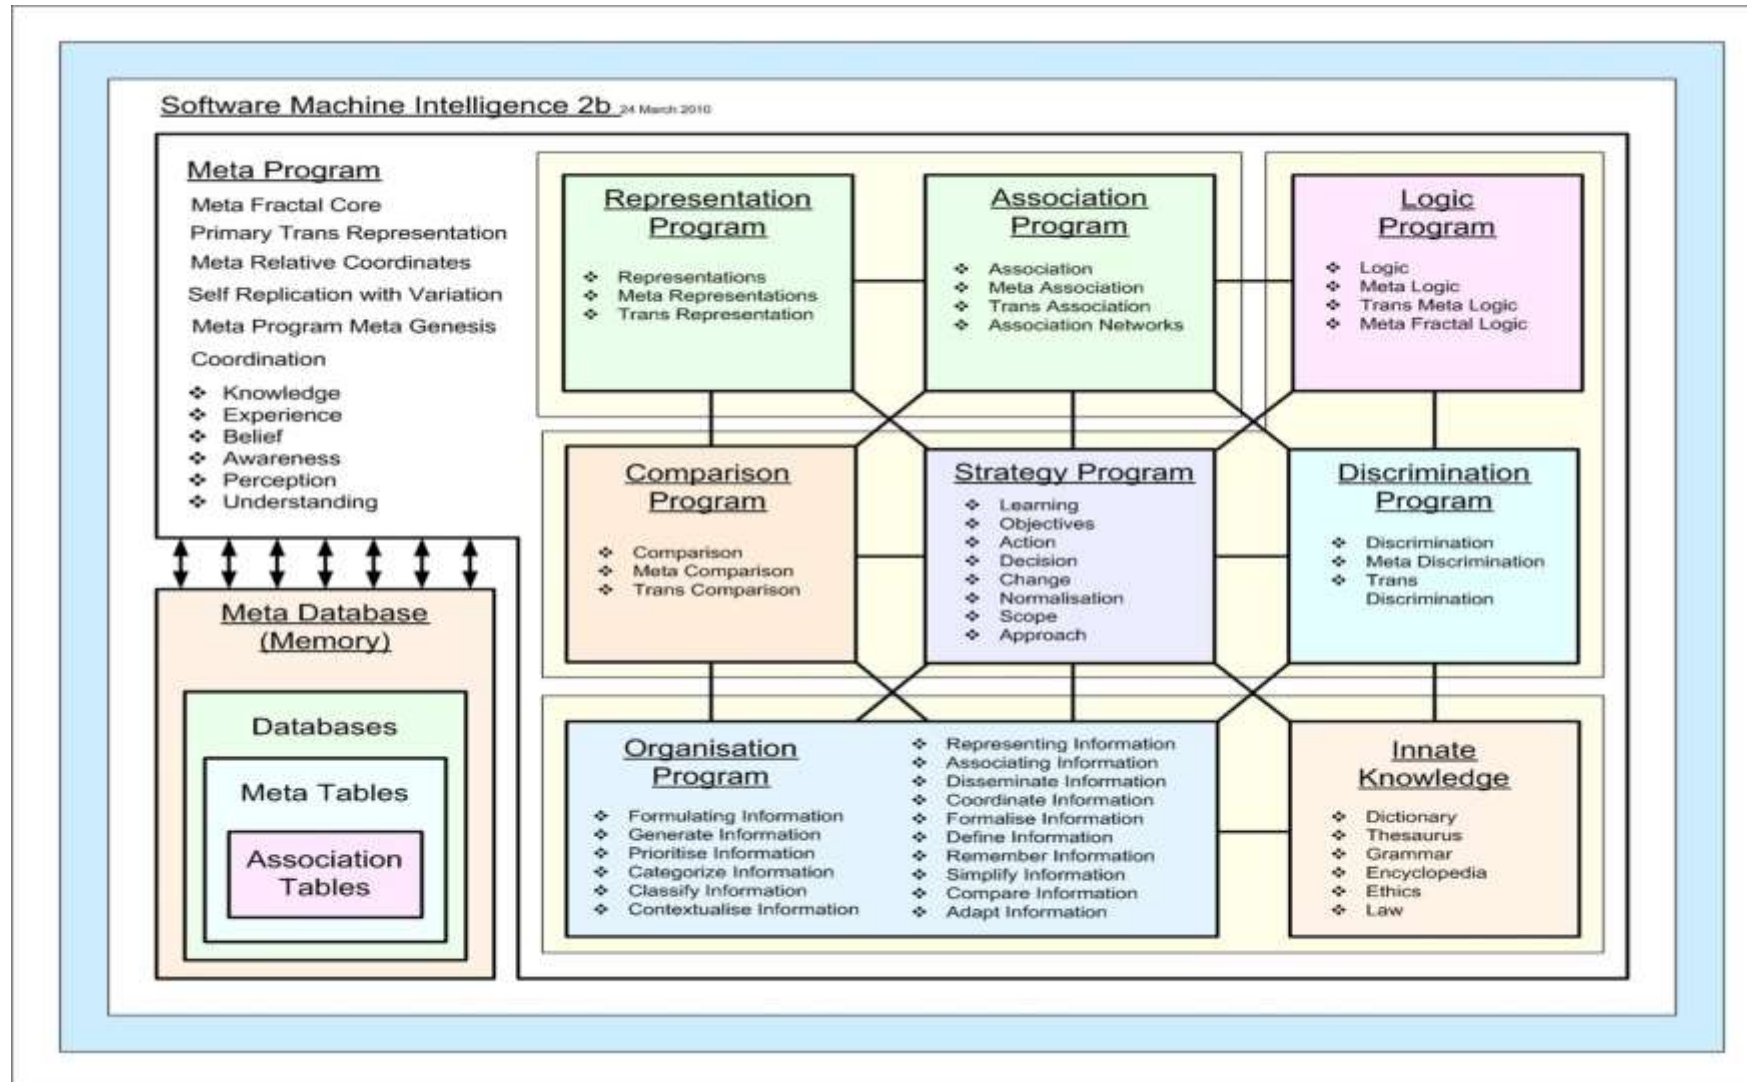 Software Machine Intelligence 2b 24 March 2010
Meta Program
Meta Fractal Core
Primary Trans Representation
Meta Relative Coordinates
Self Replication with Variation
Meta Program Meta Genesis
Coordination
❖ Knowledge
❖ Experience
❖ Belief
❖ Awareness
❖ Perception
❖ Understanding
Meta Database
(Memory)
Databases
Meta Tables
Association
Tables
Representation
Program
❖ Representations
❖ Meta Representations
❖ Trans Representation
Association
Program
❖ Association
❖ Meta Association
❖ Trans Association
❖ Association Networks
Logic
Program
❖ Logic
❖ Meta Logic
❖ Trans Meta Logic
❖ Meta Fractal Logic
Comparison
Program
❖ Comparison
❖ Meta Comparison
❖ Trans Comparison
Strategy Program
❖ Learning
❖ Objectives
❖ Action
❖ Decision
❖ Change
❖ Normalisation
❖ Scope
❖ Approach
Discrimination
Program
❖ Discrimination
❖ Meta Discrimination
❖ Trans
Discrimination
Organisation
Program
❖ Formulating Information
❖ Generate Information
❖ Prioritise Information
❖ Categorize Information
❖ Classify Information
❖ Contextualise Information
❖ Representing Information
❖ Associating Information
❖ Disseminate Information
❖ Coordinate Information
❖ Formalise Information
❖ Define Information
❖ Remember Information
❖ Simplify Information
❖ Compare Information
❖ Adapt Information
Innate
Knowledge
❖ Dictionary
❖ Thesaurus
❖ Grammar
❖ Encyclopedia
❖ Ethics
❖ Law